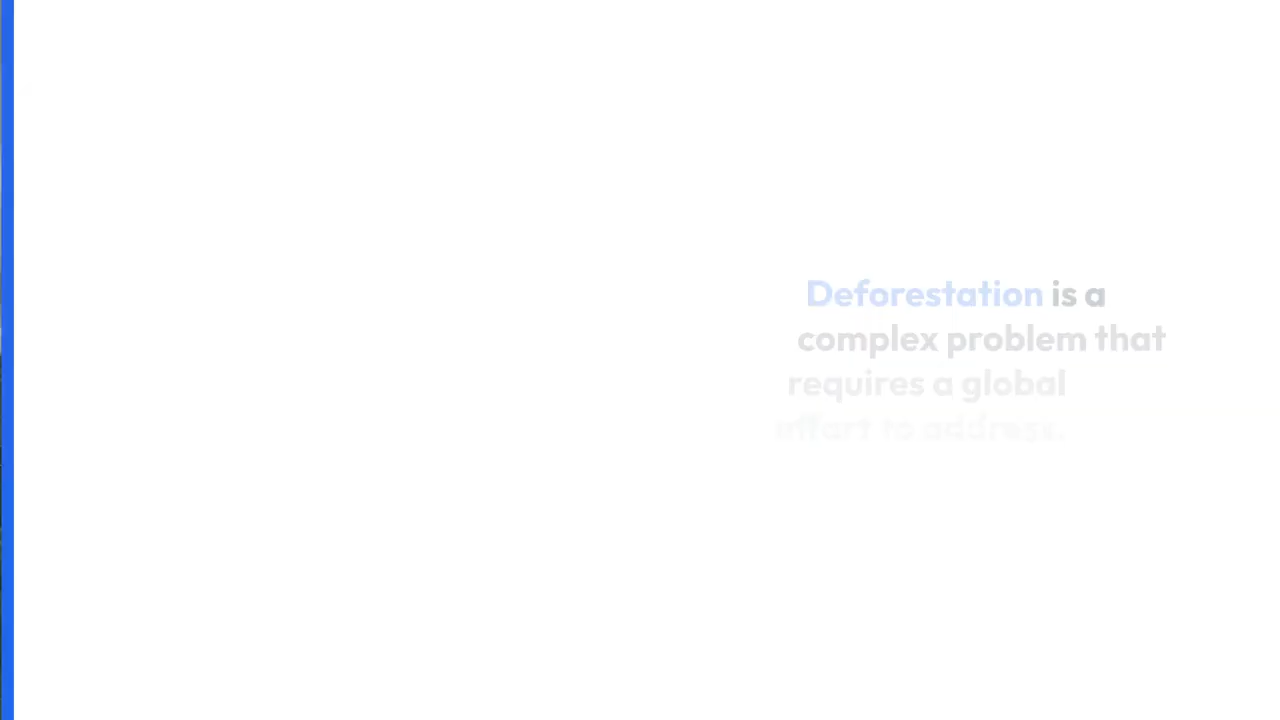 Deforestation is a
complex problem that
requires a global
effort to address.